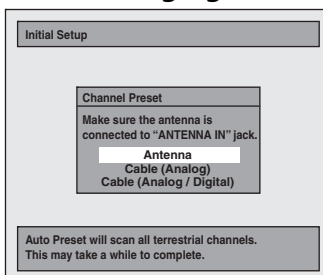 Initial Setup
Channel Preset
Make sure the antenna is
connected to “ANTENNA IN” jack.
Antenna
Cable (Analog)
Cable (Analog / Digital)
Auto Preset will scan all terrestrial channels.
This may take a while to complete.